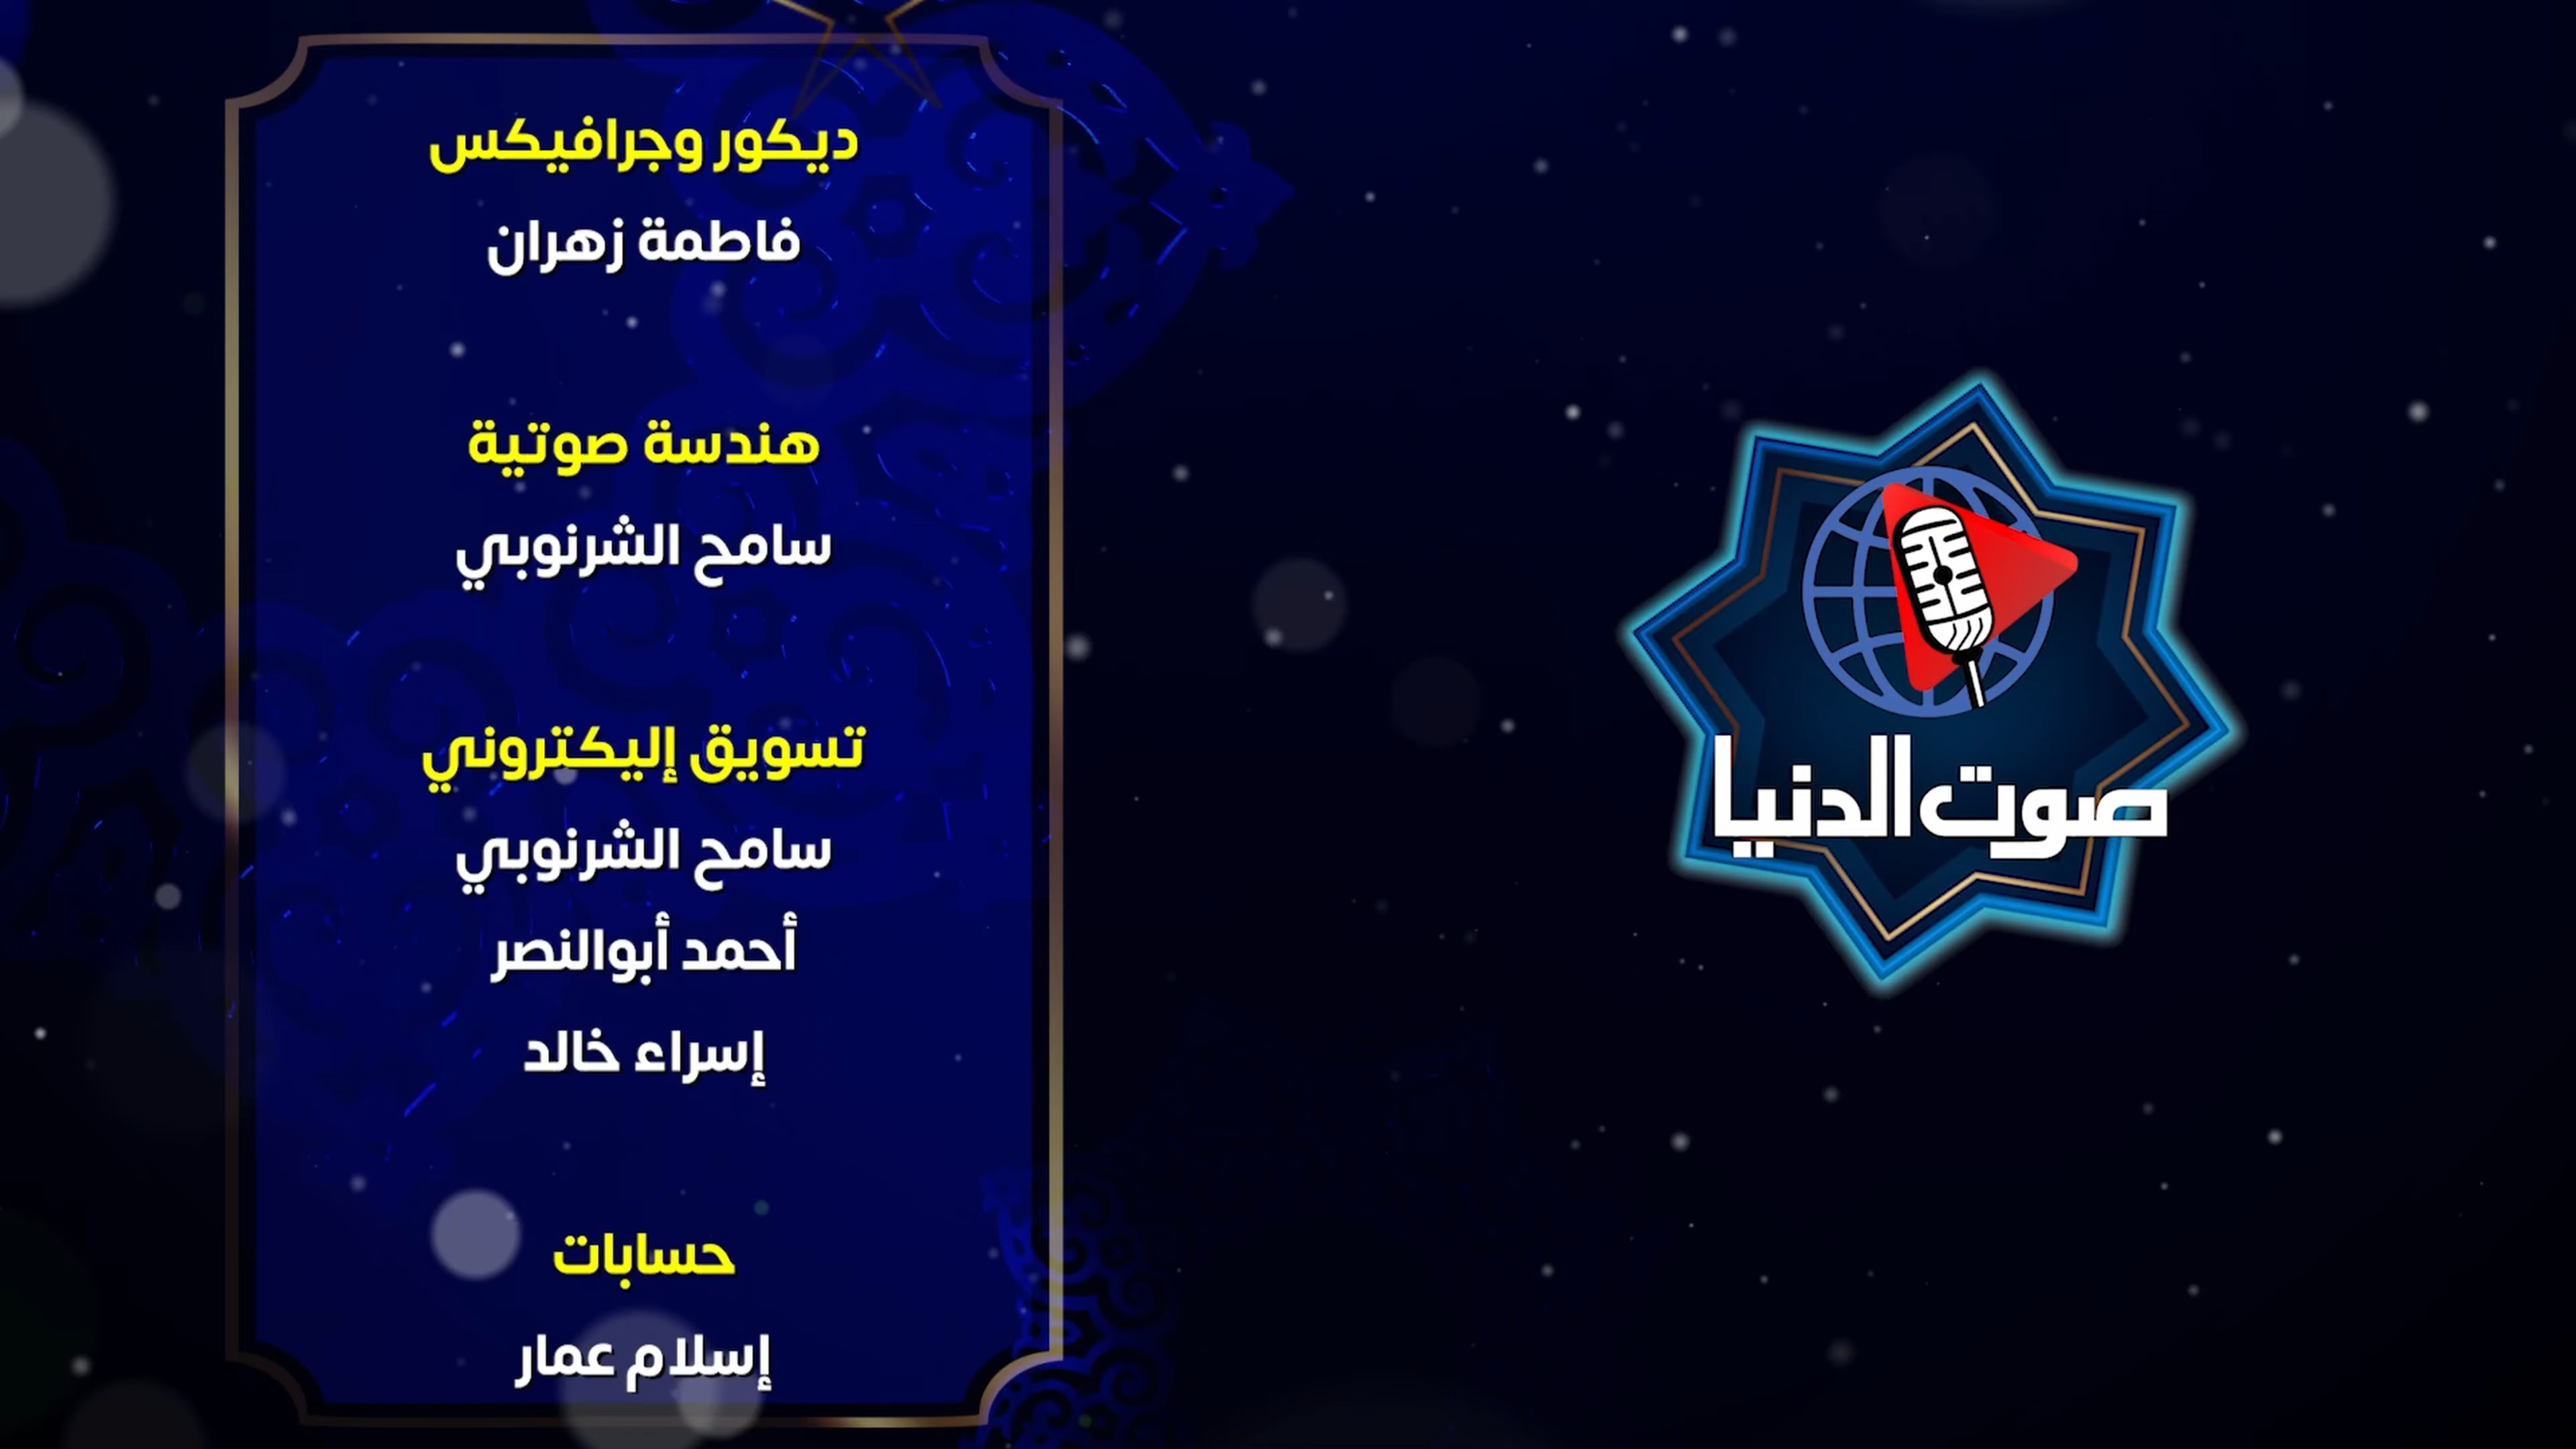 ديكور وجرافيكس
فاطمة زهران
هندسة صوتية
سامح الشرنوبي
تسويق إليكتروني
سامح الشرنوبي
أحمد أبوالنصر
إسراء خالد
حسابات
إسلام عمار
صوت الدنيا